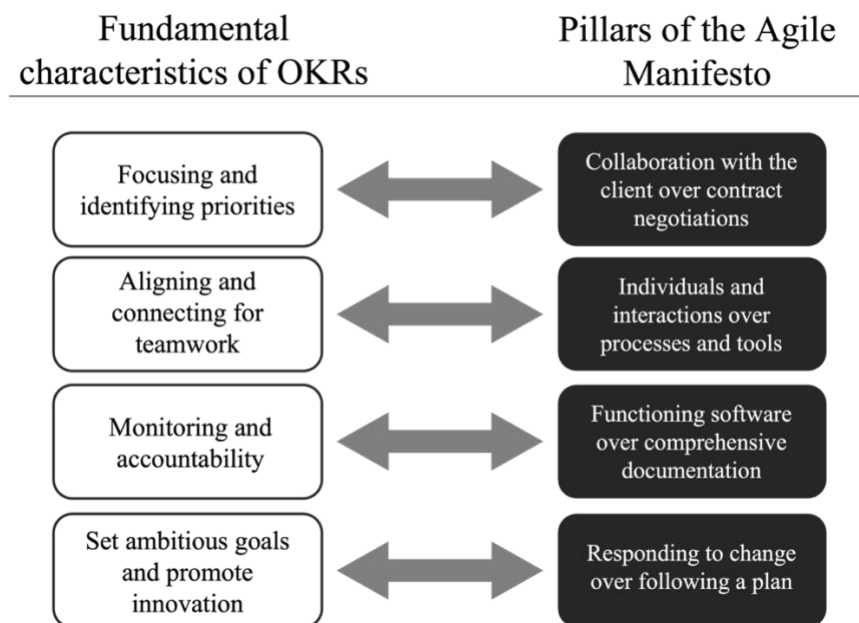 Fundamental
characteristics of OKRs
Pillars of the Agile
Manifesto
Focusing and
identifying priorities
Collaboration with the
client over contract
negotiations
Aligning and
connecting for
teamwork
Individuals and
interactions over
processes and tools
Monitoring and
accountability
Functioning software
over comprehensive
documentation
Set ambitious goals
and promote
innovation
Responding to change
over following a plan